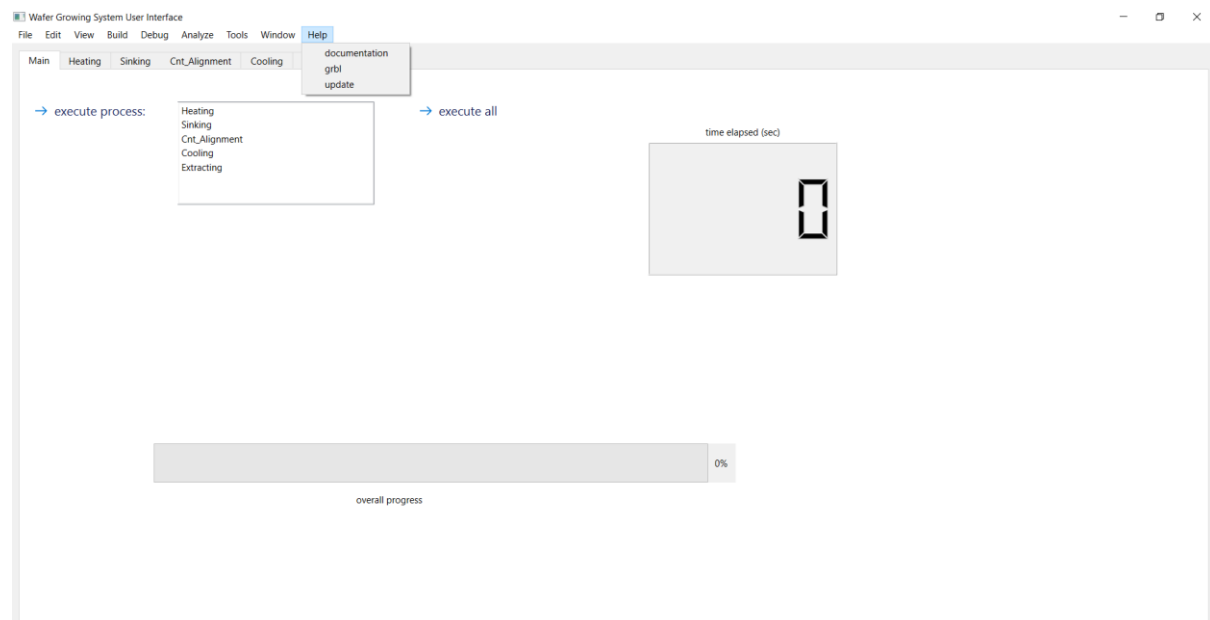 Wafer Growing System User Interface
File Edit View Build Debug Analyze Tools Window Help
documentation
grbl
update
Main Heating Sinking Cnt_Alignment Cooling
execute process:
Heating
Sinking
Cnt_Alignment
Cooling
Extracting
execute all
time elapsed (sec)
0
0%
overall progress